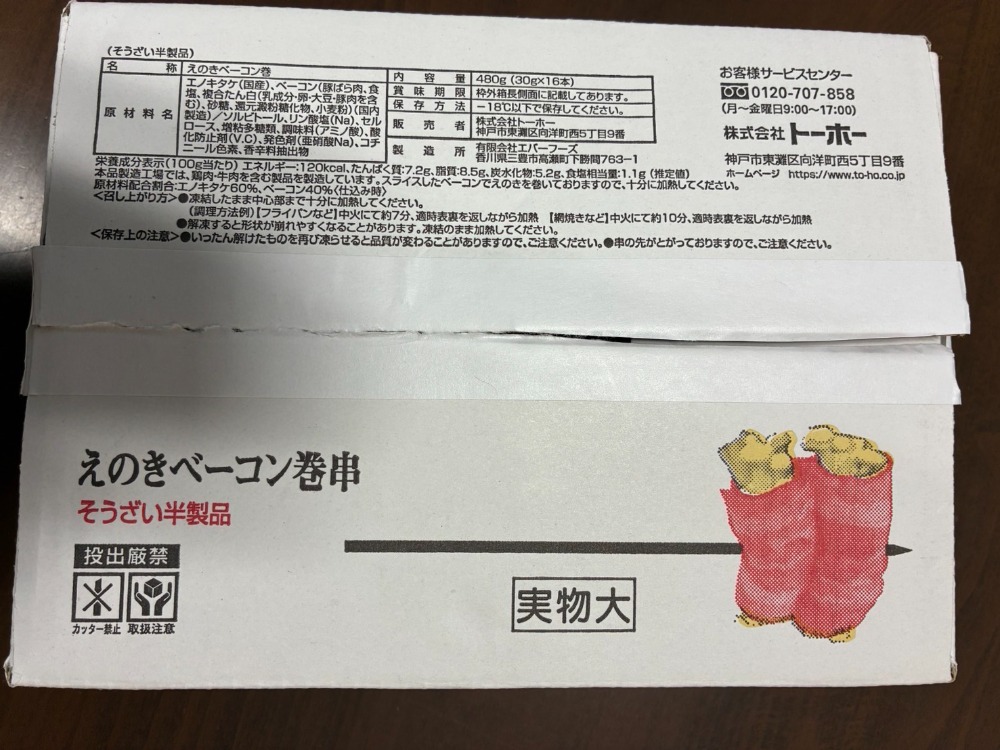 (そうざい半製品)
名称 えのきベーコン巻
原材料名 エノキタケ(国産)、ベーコン(豚ばら肉、食
塩、複合たん白(乳成分・卵・大豆・豚肉を含
む)、砂糖、還元澱粉糖化物、小麦粉)(国内
製造)/ソルビトール、リン酸塩(Na)、セル
ロース、増粘多糖類、調味料(アミノ酸)、酸
化防止剤(V.C)、発色剤(亜硝酸Na)、コチ
ニール色素、香辛料抽出物
内容量 480g (30g×16本)
賞味期限 枠外箱長側面に記載してあります。
保存方法 −18℃以下で保存してください。
販売者 株式会社トーホー
神戸市東灘区向洋町西5丁目9番
製造所 有限会社エバーフーズ
香川県三豊市高瀬町下勝間763−1
栄養成分表示(100g当たり) エネルギー:120kcal、たんぱく質:7.2g、脂質:8.5g、炭水化物:5.2g、食塩相当量:1.1g (推定値)
本品製造工場では、鶏肉・牛肉を含む製品を製造しています。スライスしたベーコンでえのきを巻いておりますので、十分に加熱してください。
原材料配合割合:エノキタケ60%、ベーコン40%(仕込み時)
<召し上がり方>●凍結したまま中心部まで十分に加熱してください。
(調理方法例)【フライパンなど】中火にて約7分、適時表裏を返しながら加熱 【網焼きなど】中火にて約10分、適時表裏を返しながら加熱
●解凍すると形状が崩れやすくなることがあります。凍結のまま加熱してください。
<保存上の注意>●いったん解けたものを再び凍らせると品質が変わることがありますので、ご注意ください。●串の先がとがっておりますので、ご注意ください。
お客様サービスセンター
0120-707-858
(月〜金曜日9:00〜17:00)
株式会社トーホー
神戸市東灘区向洋町西5丁目9番
ホームページ https://www.to-ho.co.jp
えのきベーコン巻串
そうざい半製品
投出厳禁
カッター禁止 取扱注意
実物大